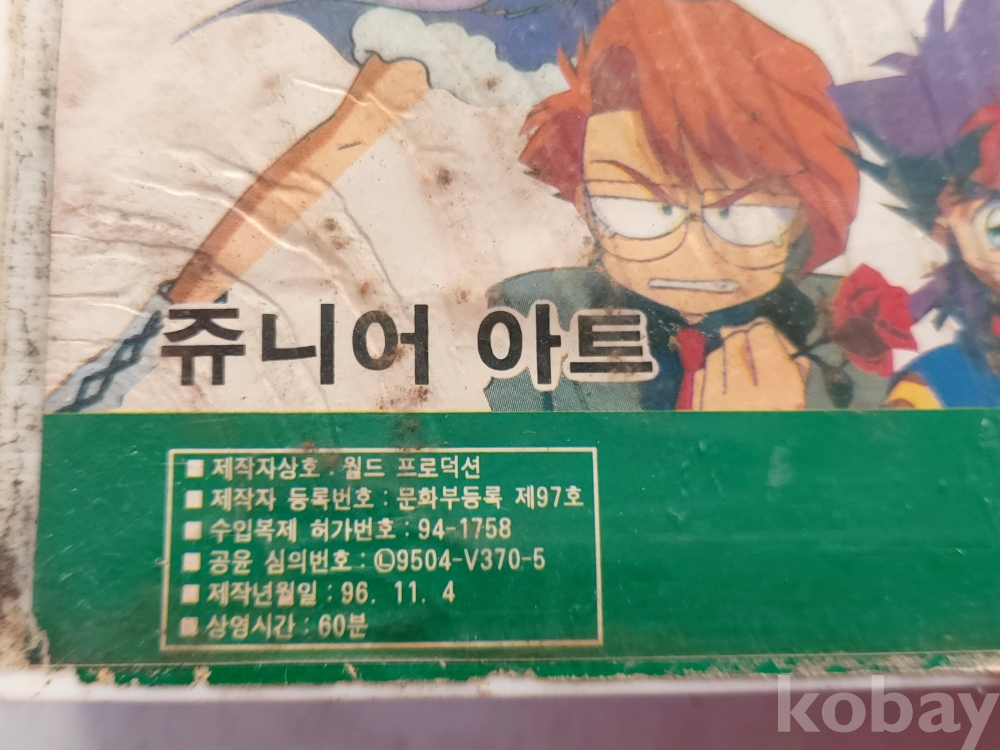 쥬니어 아트
■ 제작자상호 : 월드 프로덕션
■ 제작자 등록번호 : 문화부등록 제97호
■ 수입복제 허가번호 : 94-1758
■ 공윤 심의번호 : Ⓛ9504-V370-5
■ 제작년월일 : 96. 11. 4
■ 상영시간 : 60분
kobay